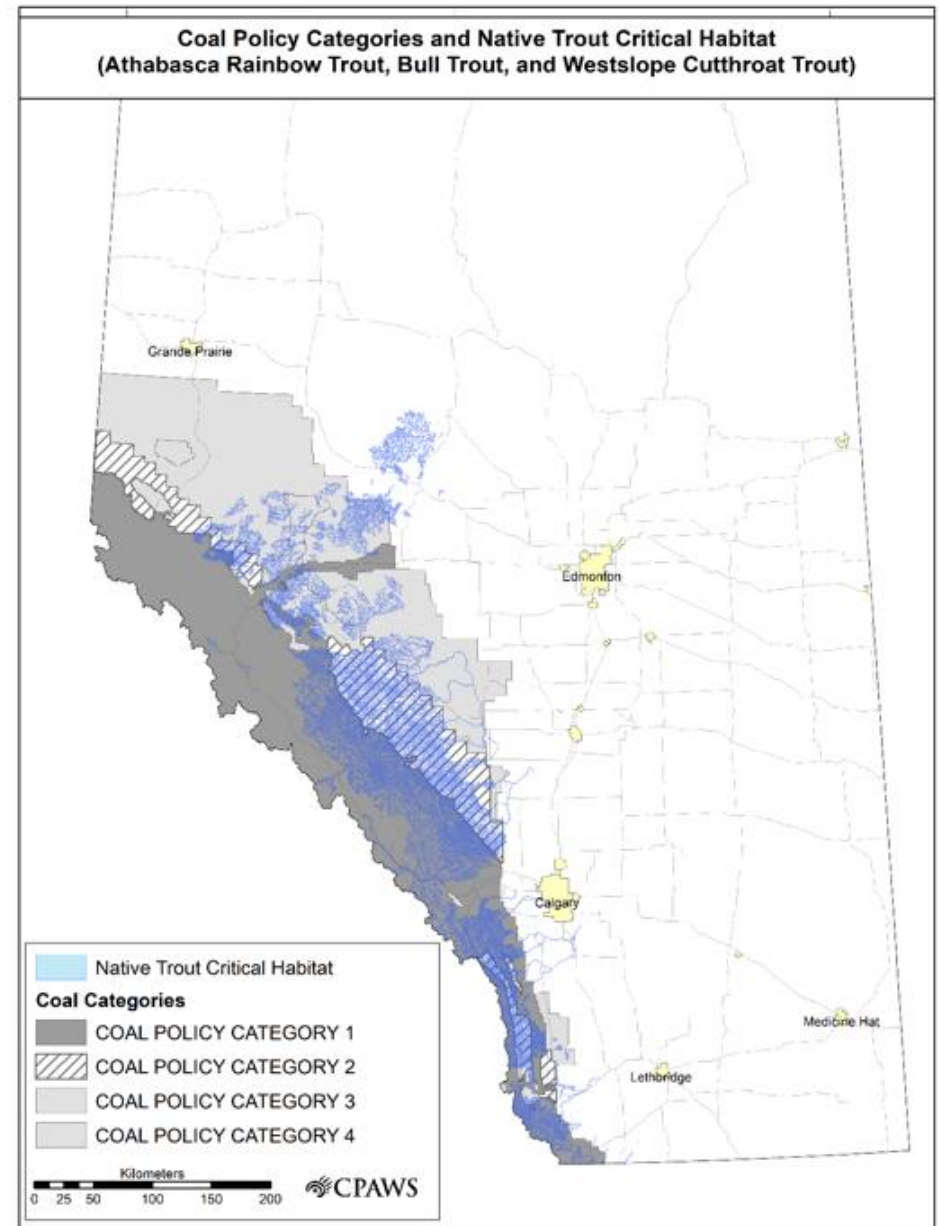 Coal Policy Categories and Native Trout Critical Habitat
(Athabasca Rainbow Trout, Bull Trout, and Westslope Cutthroat Trout)
Grande Prairie
Edmonton
Calgary
Medicine Hat
Lethbridge
Native Trout Critical Habitat
Coal Categories
COAL POLICY CATEGORY 1
COAL POLICY CATEGORY 2
COAL POLICY CATEGORY 3
COAL POLICY CATEGORY 4
Kilometers
0 25 50 100 150 200
CPAWS